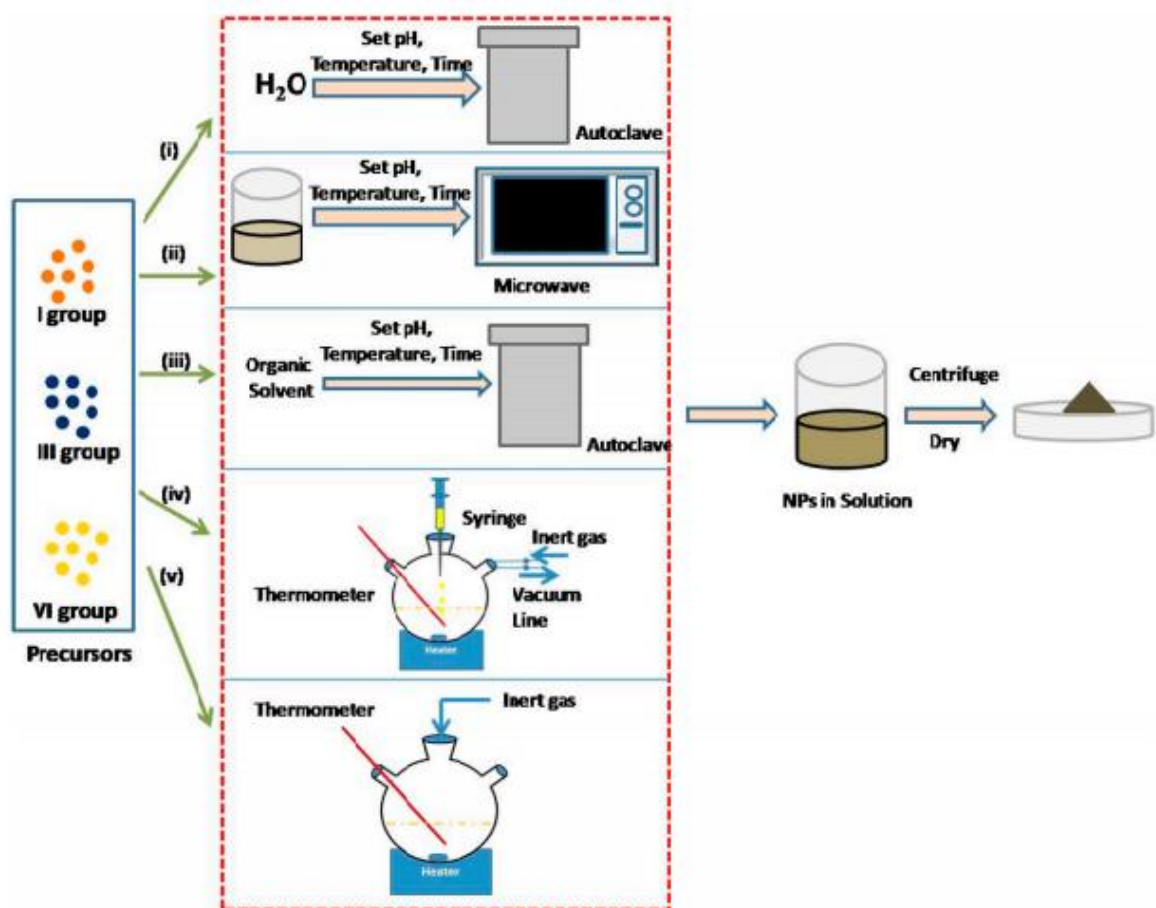 I group
III group
VI group
Precursors
(i)
(ii)
(iii)
(iv)
(v)
H₂O
Set pH,
Temperature, Time
Autoclave
Set pH,
Temperature, Time
Microwave
Organic
Solvent
Set pH,
Temperature, Time
Autoclave
Syringe
Inert gas
Thermometer
Vacuum
Line
Heater
Thermometer
Inert gas
Heater
NPs in Solution
Centrifuge
Dry